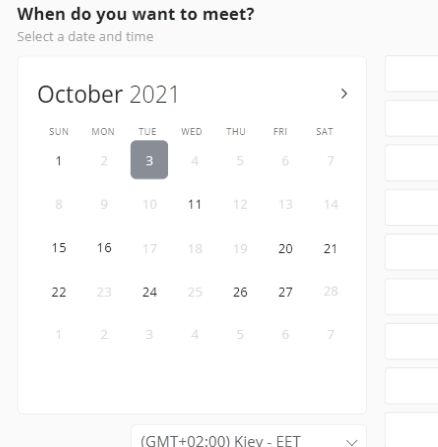 When do you want to meet?
Select a date and time
October 2021
SUN MON TUE WED THU FRI SAT
1 2 3 4 5 6 7
8 9 10 11 12 13 14
15 16 17 18 19 20 21
22 23 24 25 26 27 28
1 2 3 4 5 6 7
(GMT+02:00) Kiev - EET